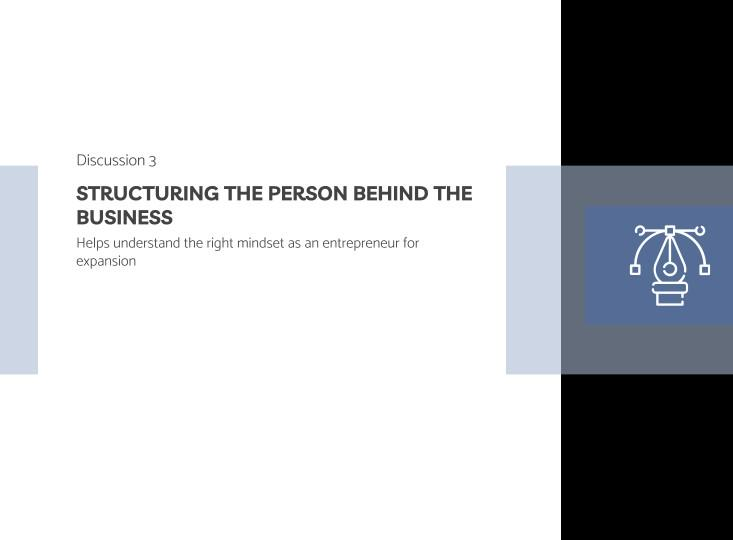 Discussion 3
STRUCTURING THE PERSON BEHIND THE
BUSINESS
Helps understand the right mindset as an entrepreneur for
expansion